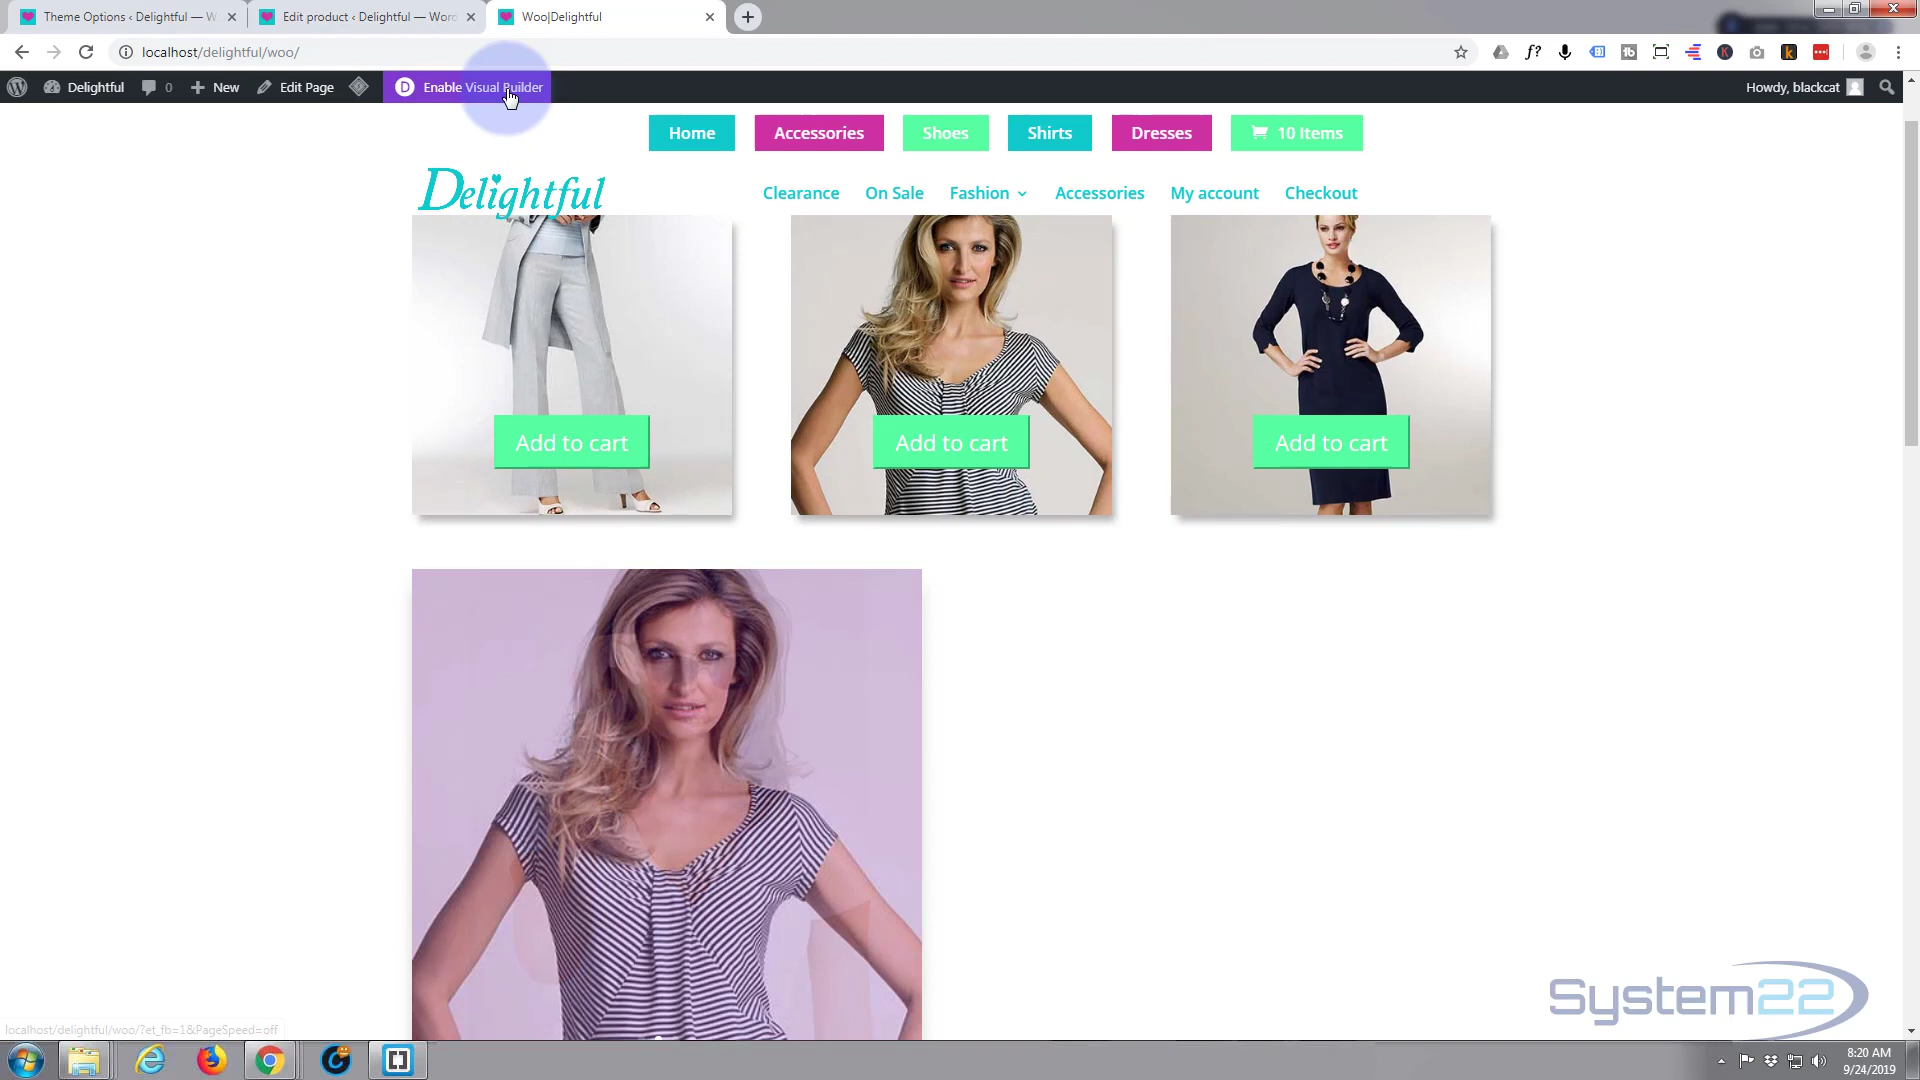 Theme Options ‹ Delightful — W
Edit product ‹ Delightful — Word
Woo|Delightful
localhost/delightful/woo/
Delightful
0
New
Edit Page
D
Enable Visual Builder
Howdy, blackcat
Home
Accessories
Shoes
Shirts
Dresses
10 Items
Delightful
Clearance
On Sale
Fashion
Accessories
My account
Checkout
Add to cart
Add to cart
Add to cart
System22
localhost/delightful/woo/?et_fb=1&PageSpeed=off
8:20 AM
9/24/2019